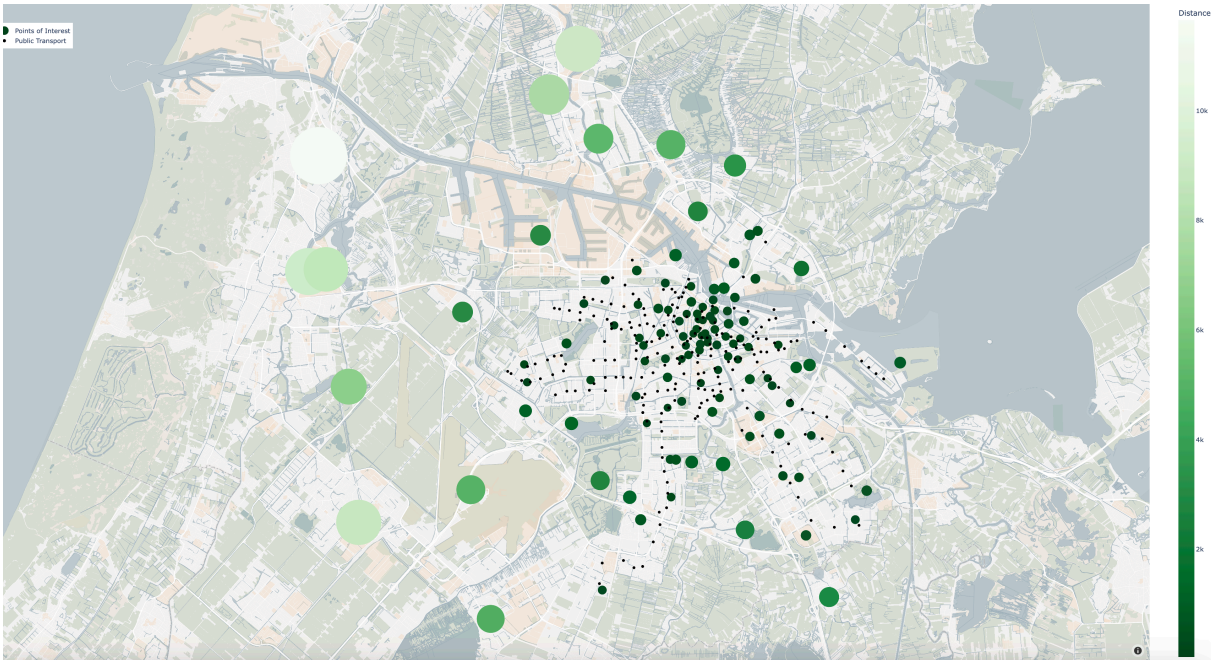 Distance
Points of Interest
Public Transport
10k
8k
6k
4k
2k